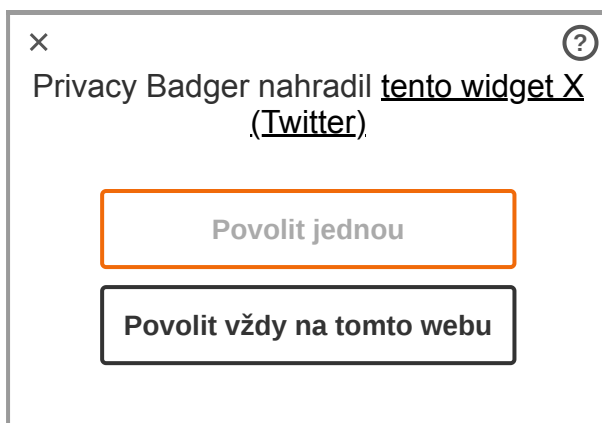 ×
?
Privacy Badger nahradil tento widget X
(Twitter)
Povolit jednou
Povolit vždy na tomto webu